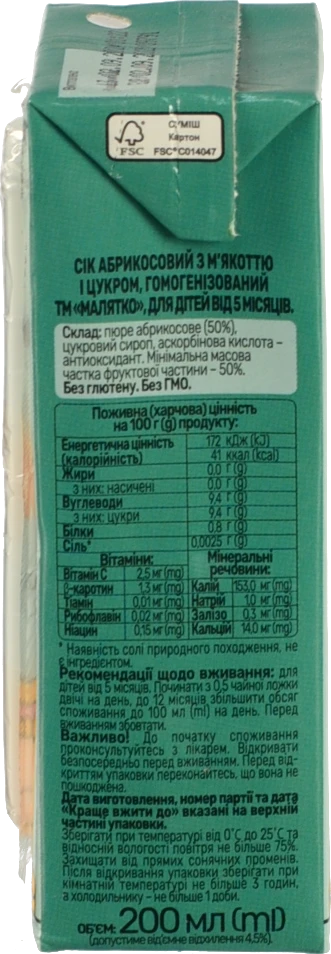 СУМІШ
Картон
FSC
FSC® C014047
СІК АБРИКОСОВИЙ З М'ЯКОТТЮ
І ЦУКРОМ, ГОМОГЕНІЗОВАНИЙ
ТМ «МАЛЯТКО», ДЛЯ ДІТЕЙ ВІД 5 МІСЯЦІВ.
Склад: пюре абрикосове (50%),
цукровий сироп, аскорбінова кислота –
антиоксидант. Мінімальна масова
частка фруктової частини – 50%.
Без глютену. Без ГМО.
Поживна (харчова) цінність
на 100 г (g) продукту:
Енергетична цінність 172 кДж (kJ)
(калорійність) 41 ккал (kcal)
Жири 0.0 г (g)
з них: насичені 0.0 г (g)
Вуглеводи 9.4 г (g)
з них: цукри 9.4 г (g)
Білки 0.8 г (g)
Сіль* 0.0025 г (g)
Вітаміни: Мінеральні речовини:
Вітамін С 2,5 мг (mg) Калій 153,0 мг (mg)
β-каротин 1,3 мг (mg) Натрій 1,0 мг (mg)
Тіамін 0,01 мг (mg) Залізо 0,3 мг (mg)
Рибофлавін 0,02 мг (mg) Кальцій 14,0 мг (mg)
Ніацин 0,15 мг (mg)
* Наявність солі природного походження, не
є інгредієнтом.
Рекомендації щодо вживання: для
дітей від 5 місяців. Починати з 0,5 чайної ложки
двічі на день, до 12 місяців збільшити обсяг
споживання до 100 мл (ml) на день. Перед
вживанням збовтати.
Важливо! До початку споживання
проконсультуйтесь з лікарем. Відкривати
безпосередньо перед вживанням. Перед від-
криттям упаковки переконайтесь, що вона не
пошкоджена.
Дата виготовлення, номер партії та дата
«Краще вжити до» вказані на верхній
частині упаковки.
Зберігати при температурі від 0˚С до 25˚С та
відносній вологості повітря не більше 75%.
Захищати від прямих сонячних променів.
Після відкривання упаковки зберігати при
кімнатній температурі не більше 3 годин,
а холодильнику – не більше 1 доби.
ОБ'ЄМ: 200 мл (ml)
(допустиме від'ємне відхилення 4,5%).